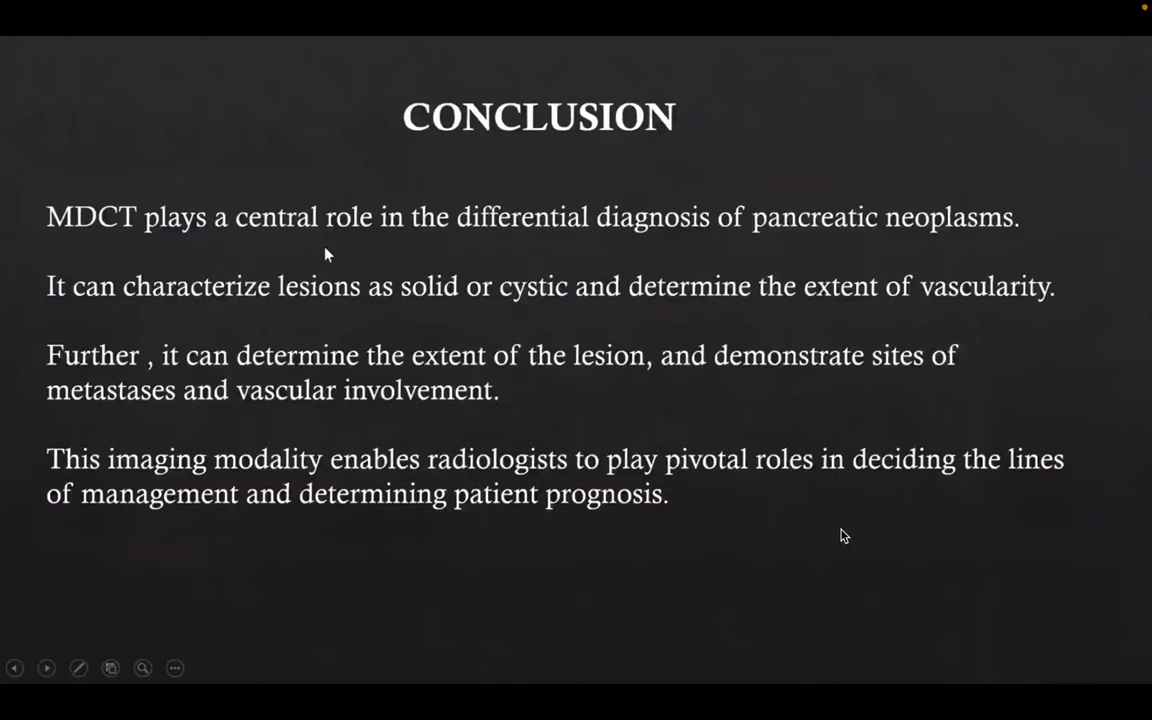 CONCLUSION
MDCT plays a central role in the differential diagnosis of pancreatic neoplasms.
It can characterize lesions as solid or cystic and determine the extent of vascularity.
Further , it can determine the extent of the lesion, and demonstrate sites of
metastases and vascular involvement.
This imaging modality enables radiologists to play pivotal roles in deciding the lines
of management and determining patient prognosis.